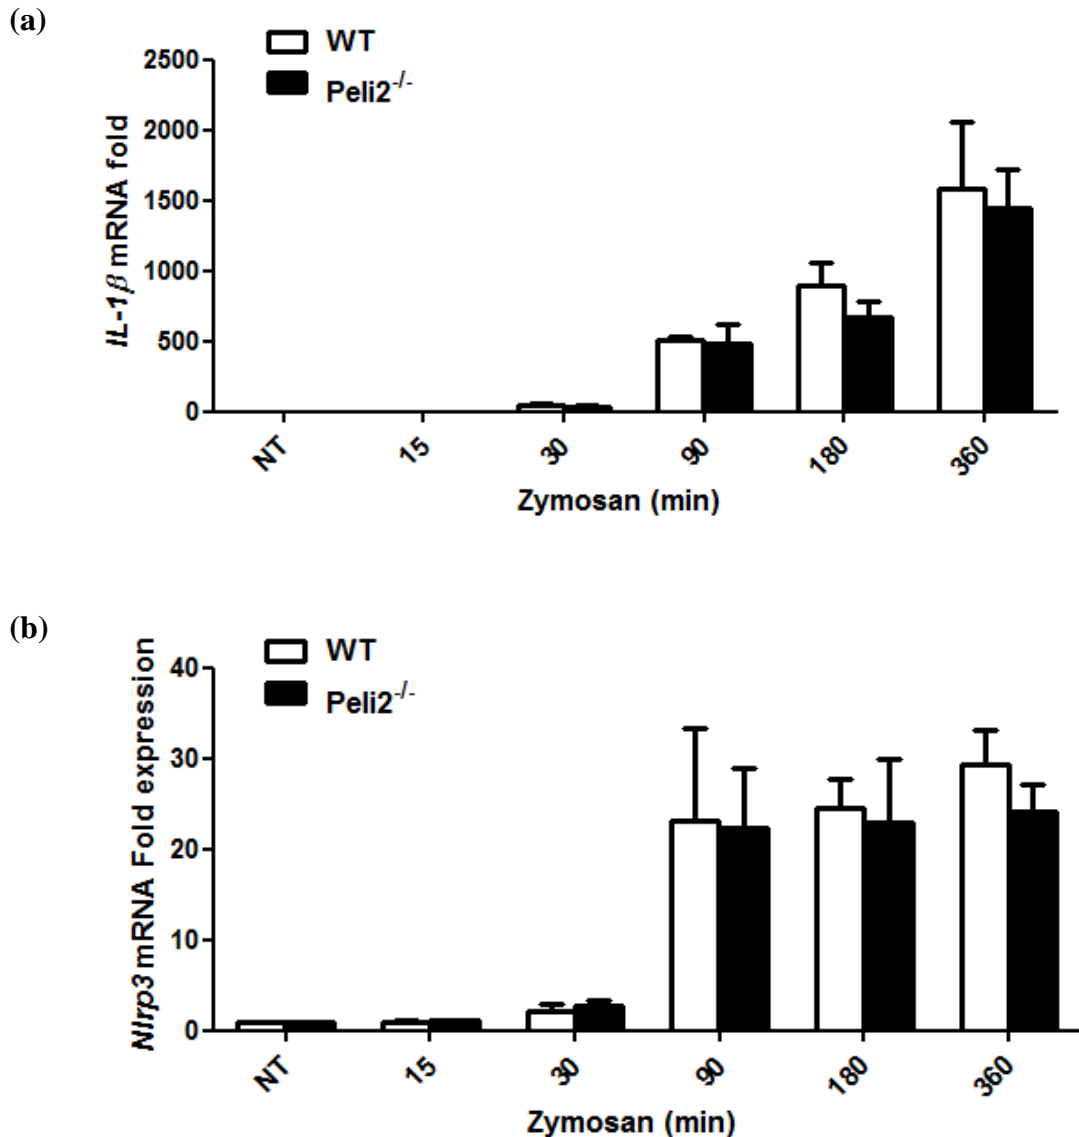 (a)
WT
Peli2-/-
IL-1β mRNA fold
2500
2000
1500
1000
500
0
NT 15 30 90 180 360
Zymosan (min)
(b)
WT
Peli2-/-
Nlrp3 mRNA Fold expression
40
30
20
10
0
NT 15 30 90 180 360
Zymosan (min)